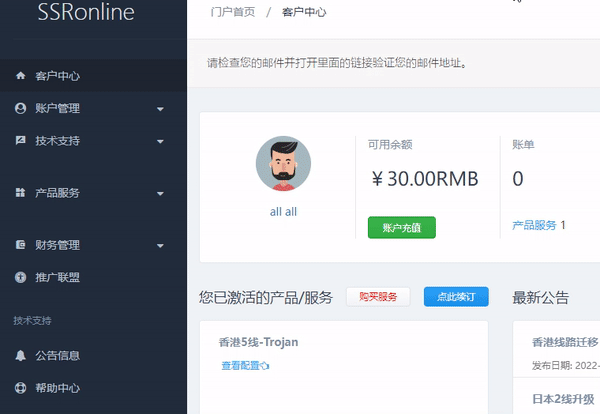 SSRonline
门户首页 / 客户中心
请检查您的邮件并打开里面的链接验证您的邮件地址。
客户中心
账户管理
技术支持
产品服务
财务管理
推广联盟
技术支持
公告信息
帮助中心
all all
可用余额
¥30.00RMB
账户充值
账单
0
产品服务 1
您已激活的产品/服务
购买服务
点此续订
香港5线-Trojan
查看配置
最新公告
香港线路迁移
发布日期: 2022-
日本2线升级